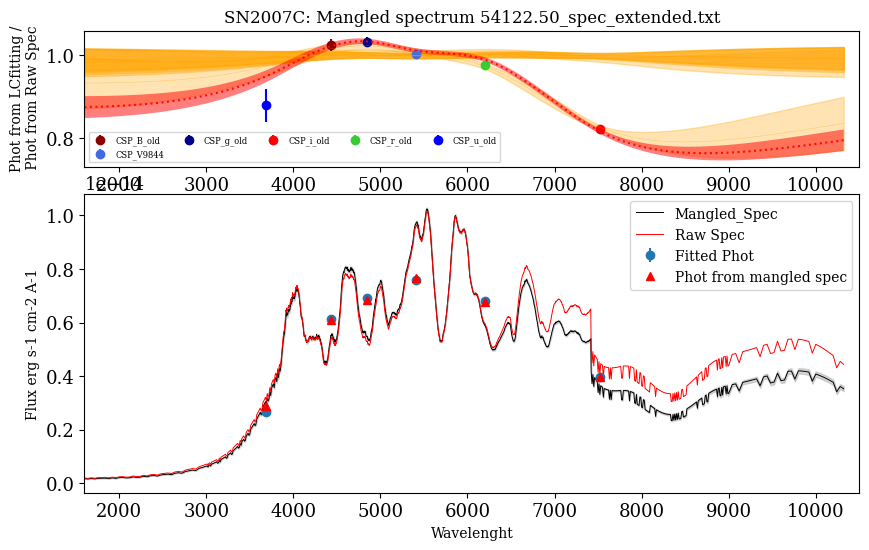 SN2007C: Mangled spectrum 54122.50_spec_extended.txt
Phot from LCfitting /
Phot from Raw Spec
1.0
0.8
CSP_B_old CSP_g_old CSP_i_old CSP_r_old CSP_u_old
CSP_V9844
2000 3000 4000 5000 6000 7000 8000 9000 10000
1e−14
Flux erg s-1 cm-2 A-1
1.0
0.8
0.6
0.4
0.2
0.0
Mangled_Spec
Raw Spec
Fitted Phot
Phot from mangled spec
2000 3000 4000 5000 6000 7000 8000 9000 10000
Wavelenght